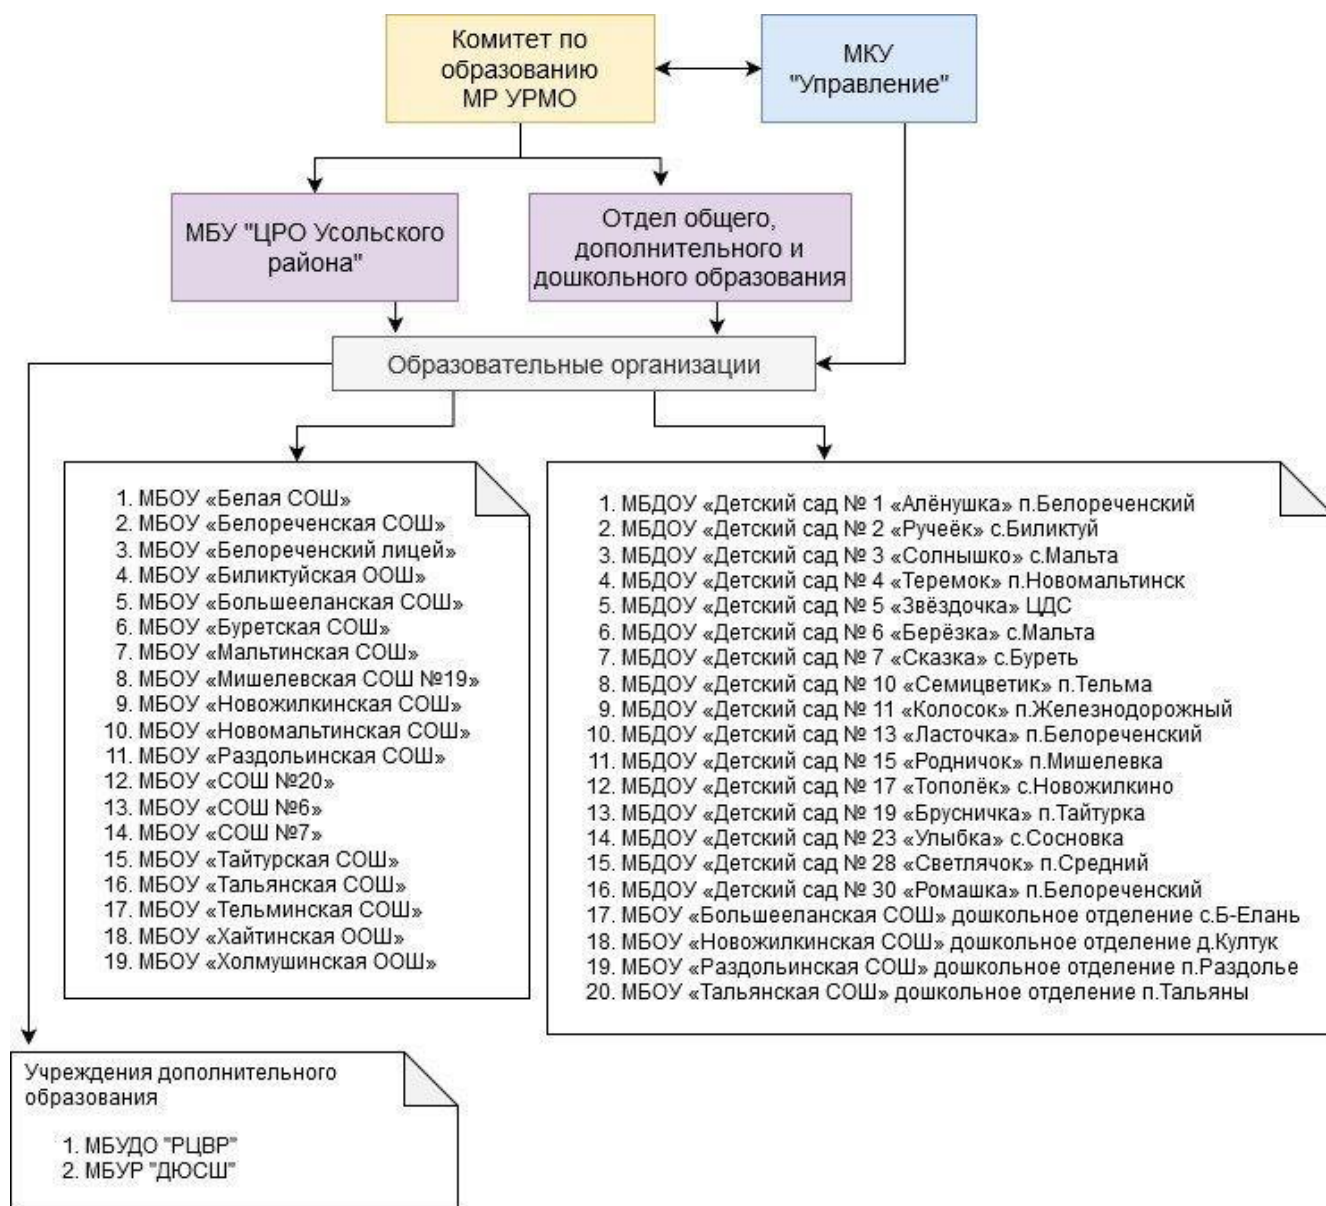 Комитет по
образованию
МР УРМО
МКУ
"Управление"
МБУ "ЦРО Усольского
района"
Отдел общего,
дополнительного и
дошкольного образования
Образовательные организации
1. МБОУ «Белая СОШ»
2. МБОУ «Белореченская СОШ»
3. МБОУ «Белореченский лицей»
4. МБОУ «Биликтуйская ООШ»
5. МБОУ «Большееланская СОШ»
6. МБОУ «Буретская СОШ»
7. МБОУ «Мальтинская СОШ»
8. МБОУ «Мишелевская СОШ №19»
9. МБОУ «Новожилкинская СОШ»
10. МБОУ «Новомальтинская СОШ»
11. МБОУ «Раздольинская СОШ»
12. МБОУ «СОШ №20»
13. МБОУ «СОШ №6»
14. МБОУ «СОШ №7»
15. МБОУ «Тайтурская СОШ»
16. МБОУ «Тальянская СОШ»
17. МБОУ «Тельминская СОШ»
18. МБОУ «Хайтинская ООШ»
19. МБОУ «Холмушинская ООШ»
1. МБДОУ «Детский сад № 1 «Алёнушка» п.Белореченский
2. МБДОУ «Детский сад № 2 «Ручеёк» с.Биликтуй
3. МБДОУ «Детский сад № 3 «Солнышко» с.Мальта
4. МБДОУ «Детский сад № 4 «Теремок» п.Новомальтинск
5. МБДОУ «Детский сад № 5 «Звёздочка» ЦДС
6. МБДОУ «Детский сад № 6 «Берёзка» с.Мальта
7. МБДОУ «Детский сад № 7 «Сказка» с.Буреть
8. МБДОУ «Детский сад № 10 «Семицветик» п.Тельма
9. МБДОУ «Детский сад № 11 «Колосок» п.Железнодорожный
10. МБДОУ «Детский сад № 13 «Ласточка» п.Белореченский
11. МБДОУ «Детский сад № 15 «Родничок» п.Мишелевка
12. МБДОУ «Детский сад № 17 «Тополёк» с.Новожилкино
13. МБДОУ «Детский сад № 19 «Брусничка» п.Тайтурка
14. МБДОУ «Детский сад № 23 «Улыбка» с.Сосновка
15. МБДОУ «Детский сад № 28 «Светлячок» п.Средний
16. МБДОУ «Детский сад № 30 «Ромашка» п.Белореченский
17. МБОУ «Большееланская СОШ» дошкольное отделение с.Б-Елань
18. МБОУ «Новожилкинская СОШ» дошкольное отделение д.Култук
19. МБОУ «Раздольинская СОШ» дошкольное отделение п.Раздолье
20. МБОУ «Тальянская СОШ» дошкольное отделение п.Тальяны
Учреждения дополнительного
образования
1. МБУДО "РЦВР"
2. МБУР "ДЮСШ"